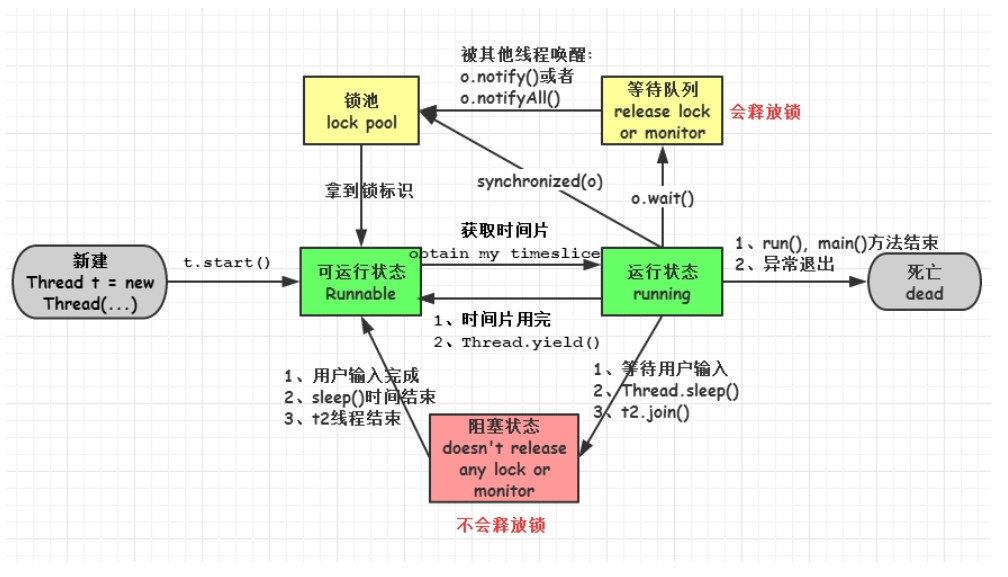 被其他线程唤醒:
o.notify()或者
o.notifyAll()
锁池
lock pool
等待队列
release lock
or monitor
会释放锁
拿到锁标识
synchronized(o)
o.wait()
新建
Thread t = new
Thread(...)
t.start()
可运行状态
Runnable
获取时间片
obtain my timeslice
运行状态
running
1、run(), main()方法结束
2、异常退出
死亡
dead
1、时间片用完
2、Thread.yield()
1、用户输入完成
2、sleep()时间结束
3、t2线程结束
1、等待用户输入
2、Thread.sleep()
3、t2.join()
阻塞状态
doesn't release
any lock or
monitor
不会释放锁